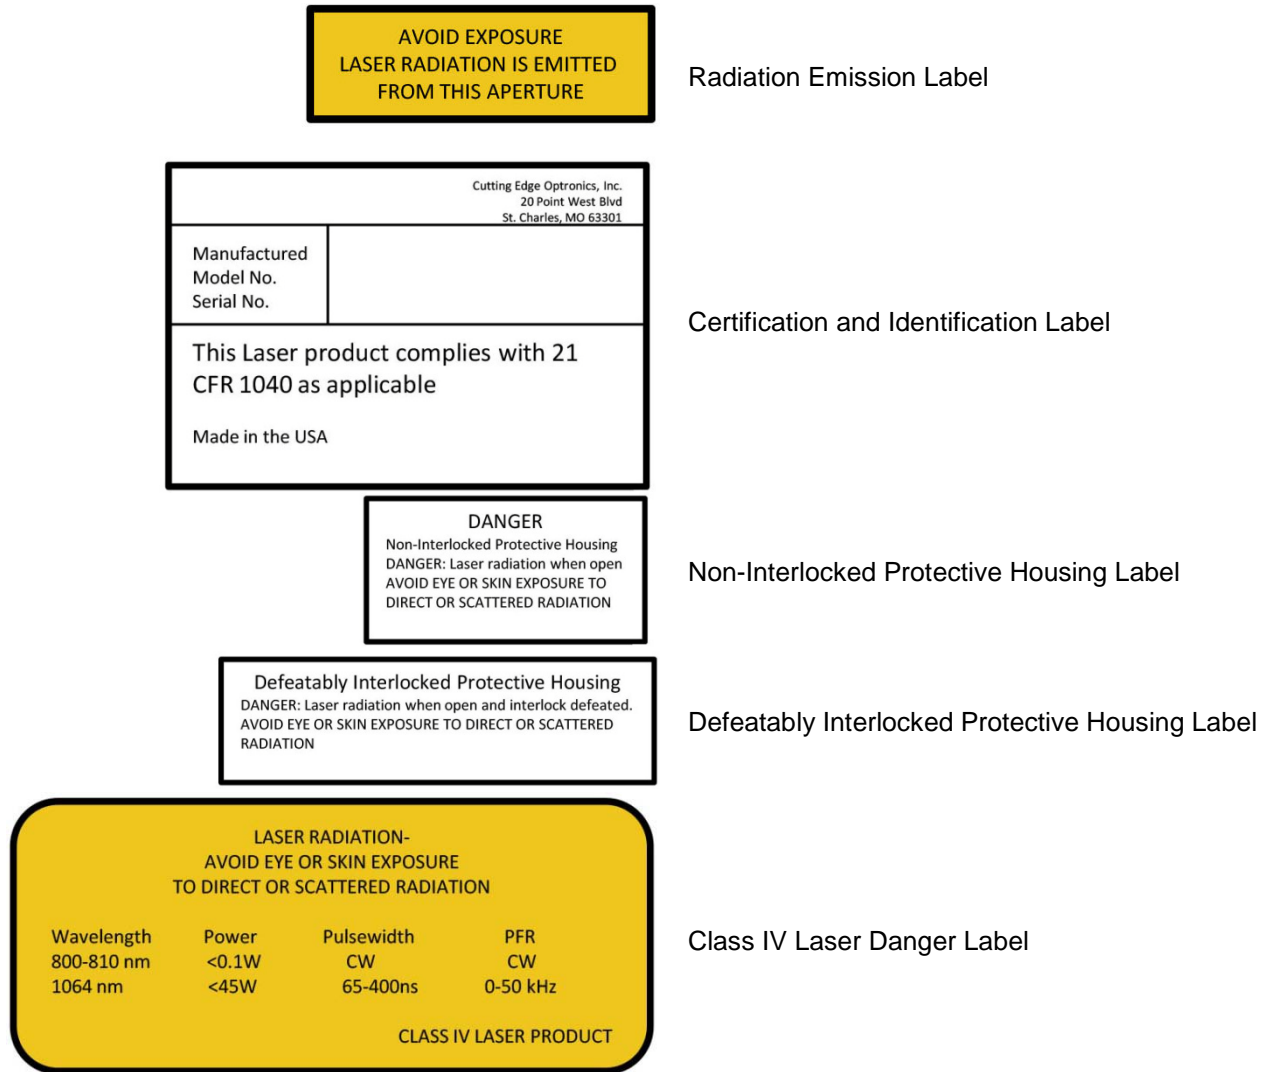 AVOID EXPOSURE
LASER RADIATION IS EMITTED
FROM THIS APERTURE
Radiation Emission Label
Cutting Edge Optronics, Inc.
20 Point West Blvd
St. Charles, MO 63301
Manufactured
Model No.
Serial No.
This Laser product complies with 21
CFR 1040 as applicable
Made in the USA
Certification and Identification Label
DANGER
Non-Interlocked Protective Housing
DANGER: Laser radiation when open
AVOID EYE OR SKIN EXPOSURE TO
DIRECT OR SCATTERED RADIATION
Non-Interlocked Protective Housing Label
Defeatably Interlocked Protective Housing
DANGER: Laser radiation when open and interlock defeated.
AVOID EYE OR SKIN EXPOSURE TO DIRECT OR SCATTERED
RADIATION
Defeatably Interlocked Protective Housing Label
LASER RADIATION-
AVOID EYE OR SKIN EXPOSURE
TO DIRECT OR SCATTERED RADIATION
Wavelength Power Pulsewidth PFR
800-810 nm <0.1W CW CW
1064 nm <45W 65-400ns 0-50 kHz
CLASS IV LASER PRODUCT
Class IV Laser Danger Label